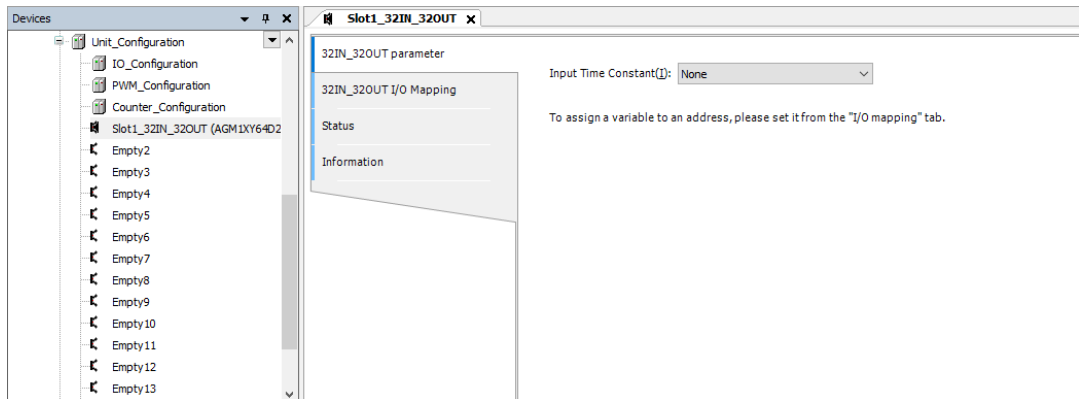 Devices
Unit_Configuration
IO_Configuration
PWM_Configuration
Counter_Configuration
Slot1_32IN_32OUT (AGM1XY64D2
Empty2
Empty3
Empty4
Empty5
Empty6
Empty7
Empty8
Empty9
Empty10
Empty11
Empty12
Empty13
Slot1_32IN_32OUT
32IN_32OUT parameter
32IN_32OUT I/O Mapping
Status
Information
Input Time Constant(I): None
To assign a variable to an address, please set it from the "I/O mapping" tab.